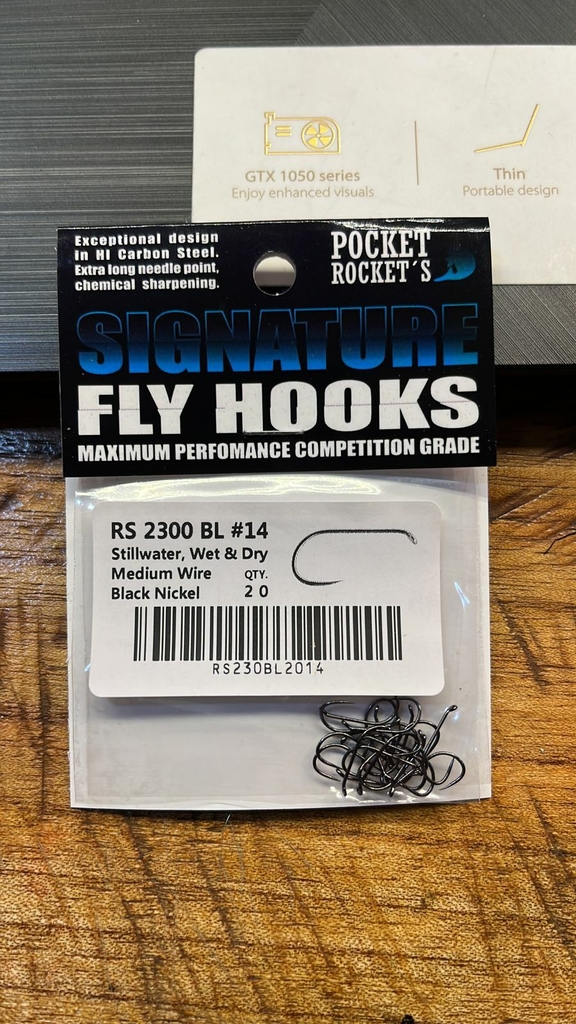 GTX 1050 series
Enjoy enhanced visuals
Thin
Portable design
Exceptional design
in HI Carbon Steel.
Extra long needle point,
chemical sharpening.
POCKET
ROCKET´S
SIGNATURE
FLY HOOKS
MAXIMUM PERFOMANCE COMPETITION GRADE
RS 2300 BL #14
Stillwater, Wet & Dry
Medium Wire QTY.
Black Nickel 20
RS230BL2014